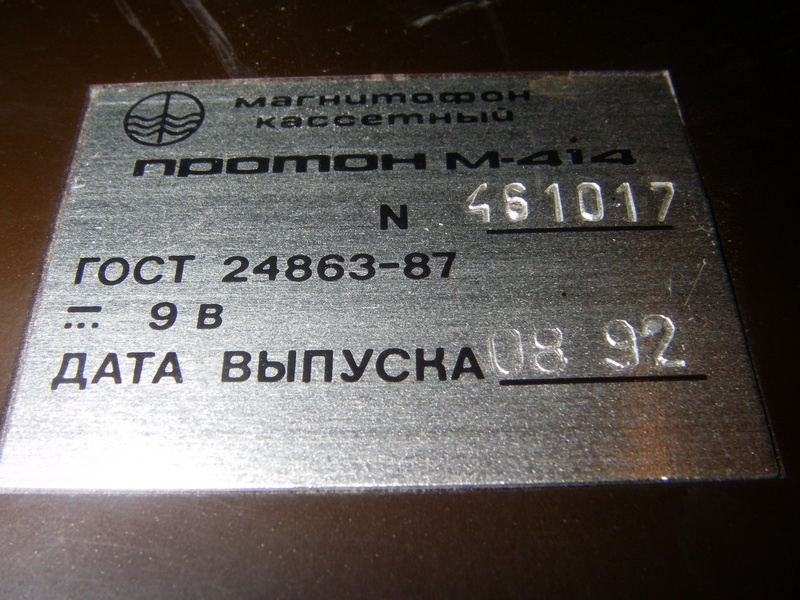 магнитофон
кассетный
протон М-414
N 461017
ГОСТ 24863-87
9 В
ДАТА ВЫПУСКА 08 92